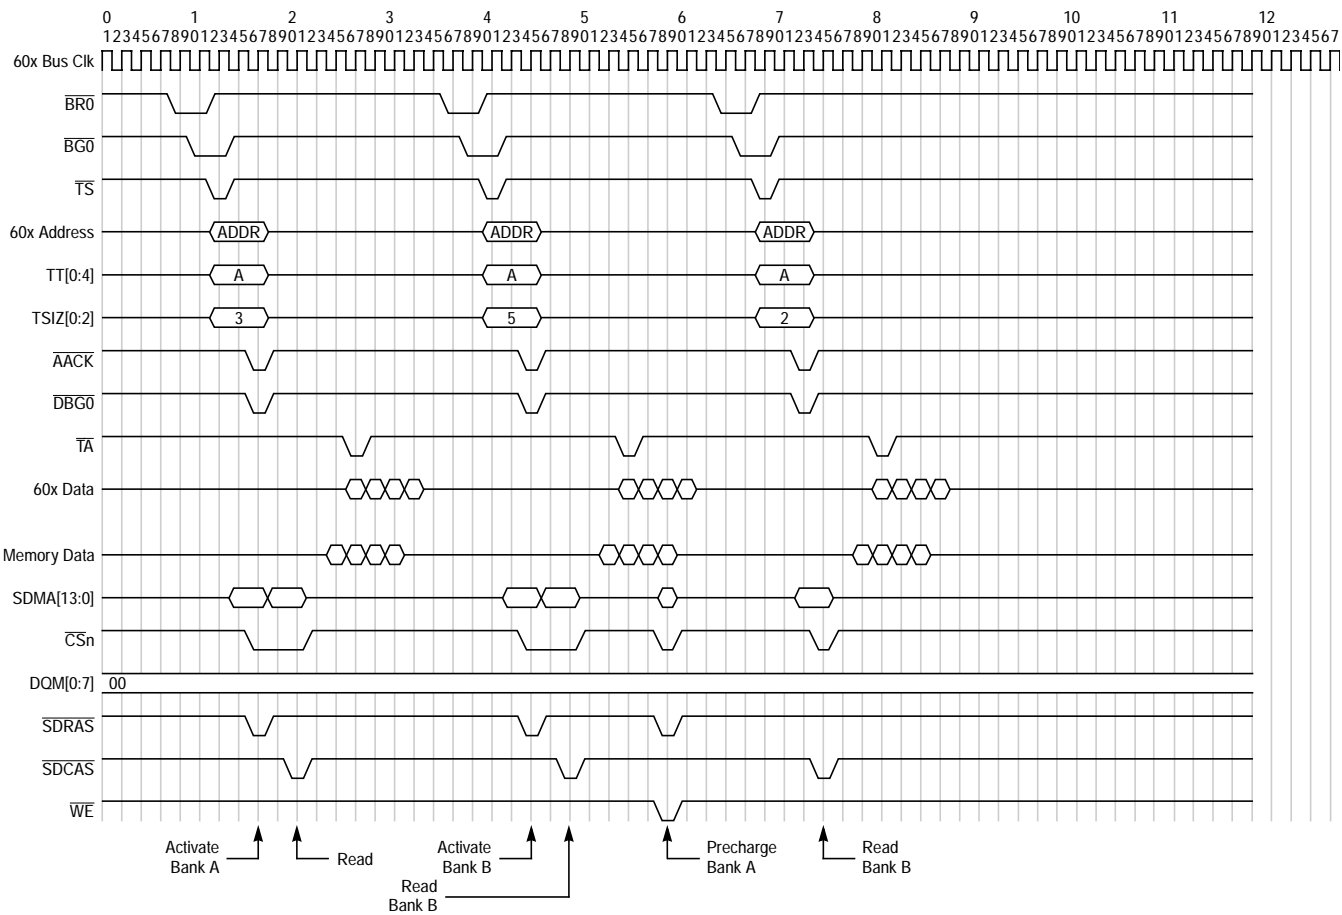 0 1 2 3 4 5 6 7 8 9 10 11 12
1234567890123456789012345678901234567890123456789012345678901234567890123456789012345678901234567890123456789012345678901234567
60x Bus Clk
BR0
BG0
TS
60x Address ADDR ADDR ADDR
TT[0:4] A A A
TSIZ[0:2] 3 5 2
AACK
DBG0
TA
60x Data
Memory Data
SDMA[13:0]
CSn
DQM[0:7] 00
SDRAS
SDCAS
WE
Activate
Bank A
Read
Activate
Bank B
Read
Bank B
Precharge
Bank A
Read
Bank B